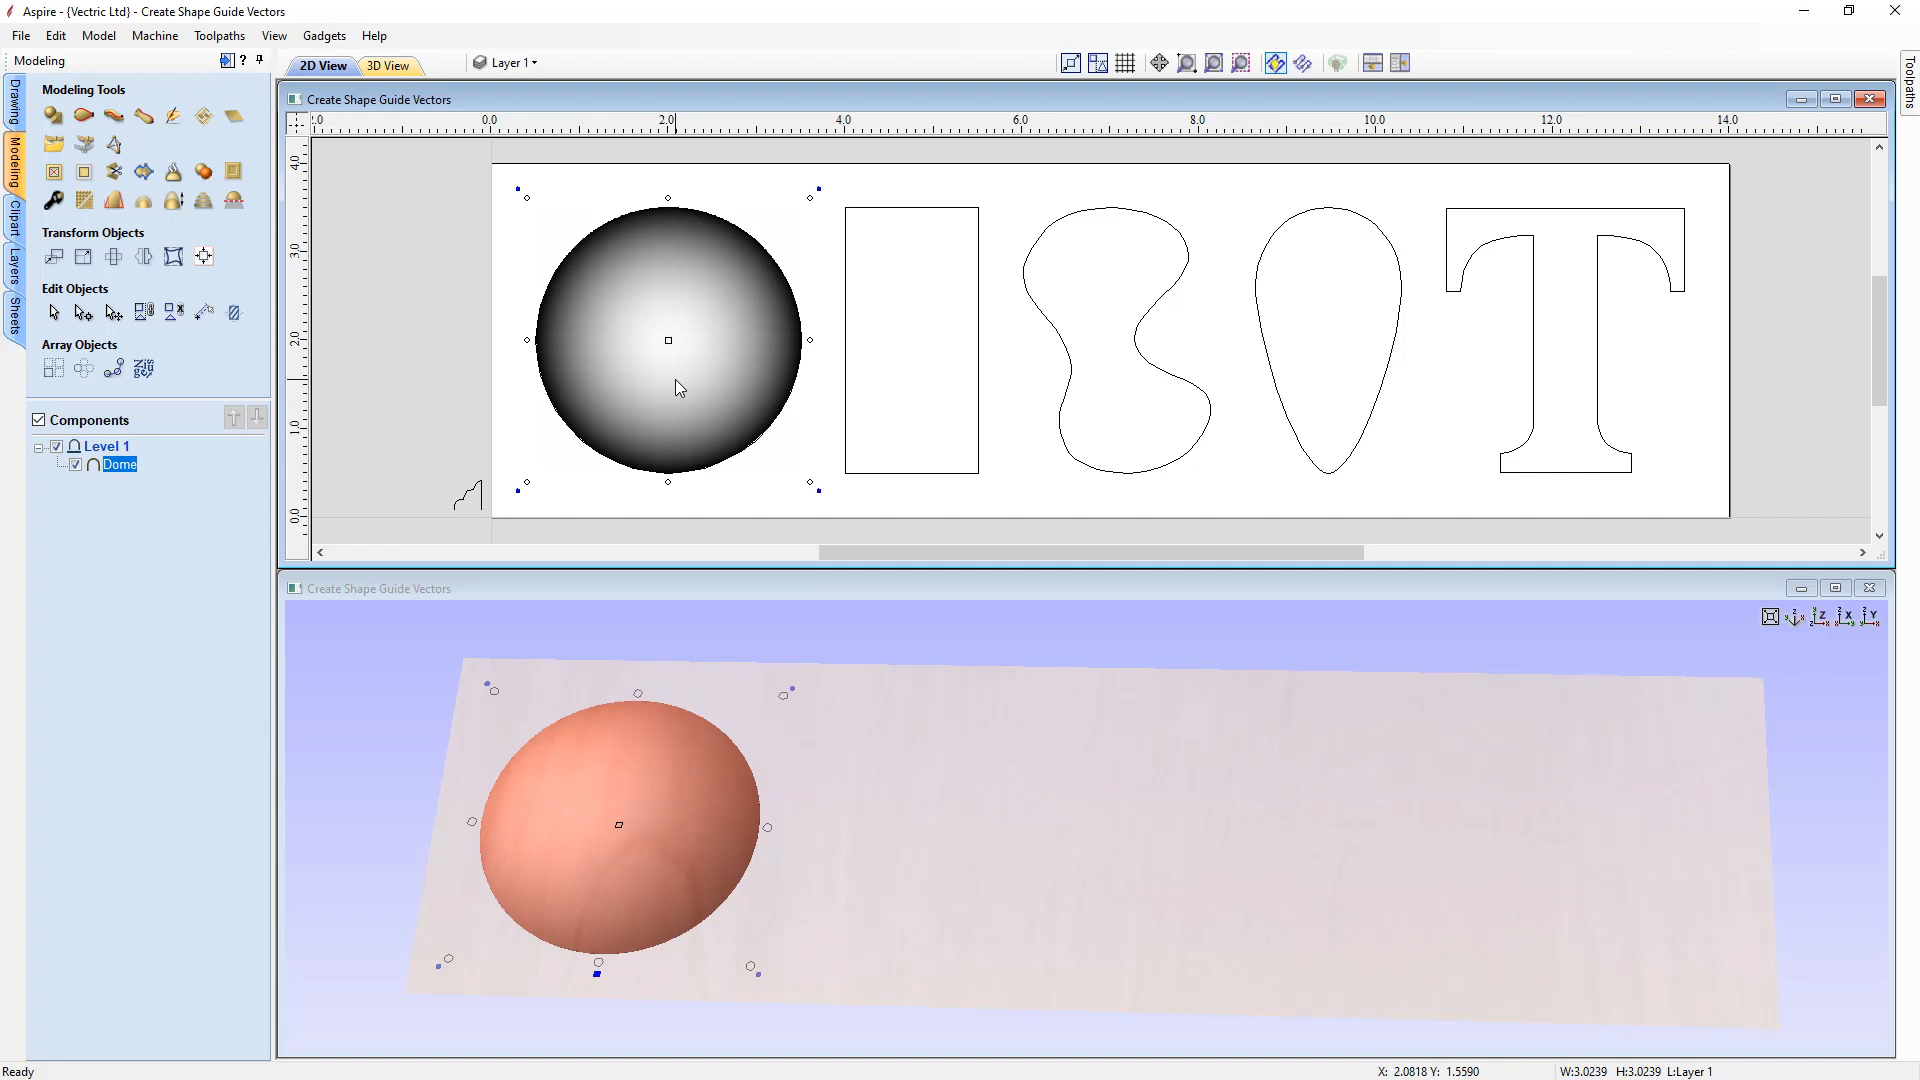 Aspire - {Vectric Ltd} - Create Shape Guide Vectors
File Edit Model Machine Toolpaths View Gadgets Help
Modeling ?
2D View 3D View Layer 1
Modeling Tools
Transform Objects
Edit Objects
Array Objects
Components
Level 1
Dome
Drawing
Modeling
Clipart
Layers
Sheets
Create Shape Guide Vectors
:.0 0.0 2.0 4.0 6.0 8.0 10.0 12.0 14.0
4.0
3.0
2.0
1.0
0.0
Create Shape Guide Vectors
Toolpaths
Ready X: 2.0818 Y: 1.5590 W:3.0239 H:3.0239 L:Layer 1